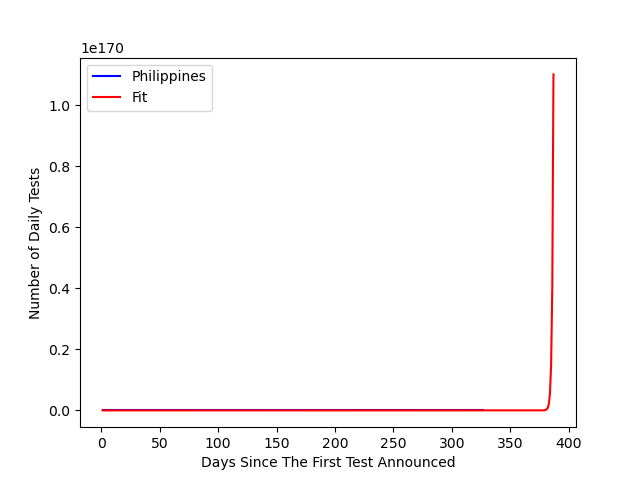 1e170
Philippines
Fit
1.0
0.8
0.6
0.4
0.2
0.0
Number of Daily Tests
0 50 100 150 200 250 300 350 400
Days Since The First Test Announced